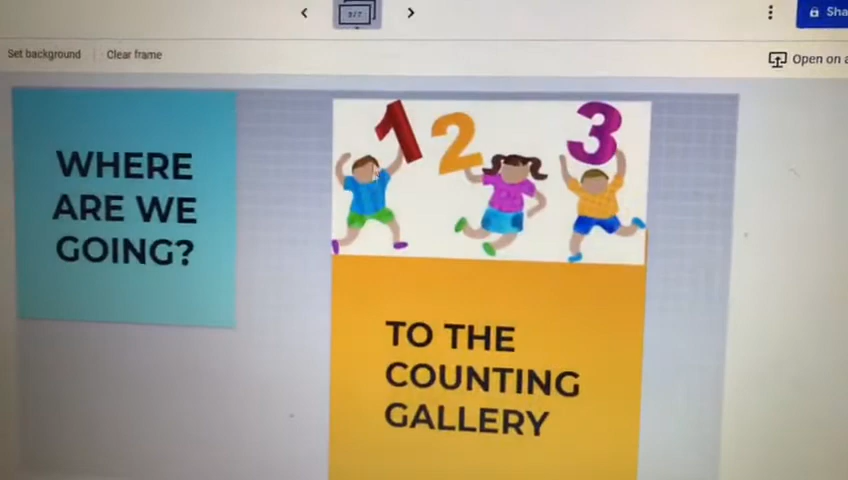 Set background
Clear frame
WHERE
ARE WE
GOING?
1 2 3
TO THE
COUNTING
GALLERY
Open on a